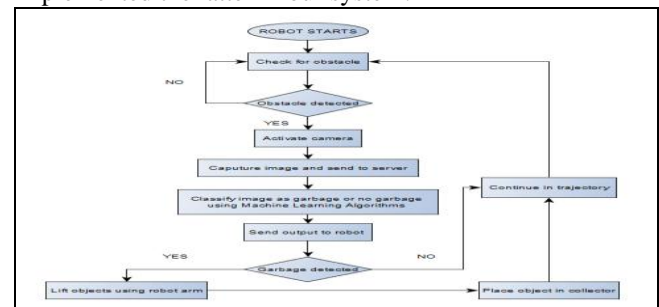 ROBOT STARTS
Check for obstacle
NO
Obstacle detected
YES
Activate camera
Caputure image and send to server
Continue in trajectory
Classify image as garbage or no garbage
using Machine Learning Algorithms
Send output to robot
YES
NO
Garbage detected
Lift objects using robot arm
Place object in collector